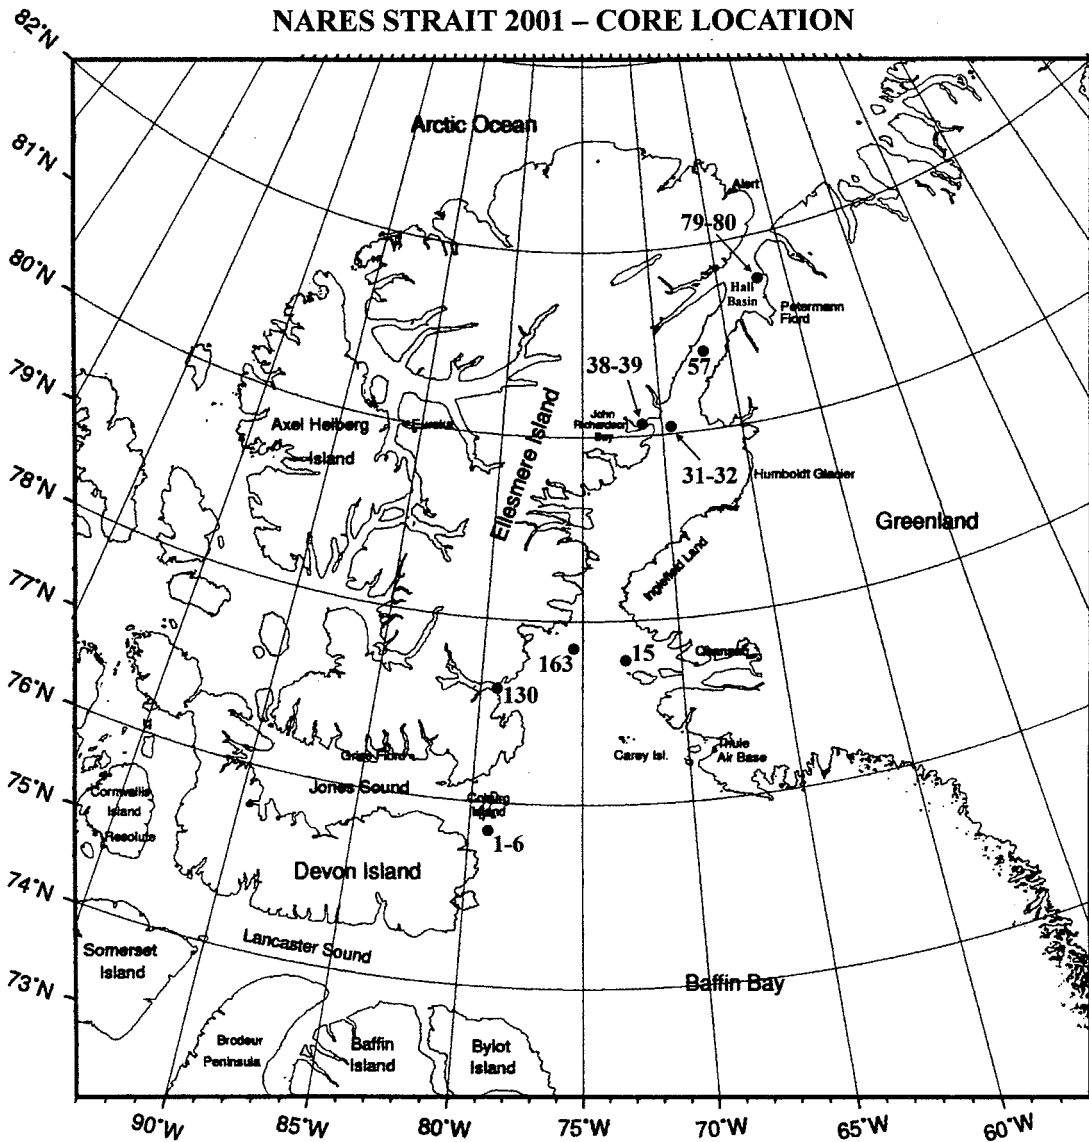 NARES STRAIT 2001 – CORE LOCATION
82°N
81°N
80°N
79°N
78°N
77°N
76°N
75°N
74°N
73°N
Arctic Ocean
Alert
79-80
Hall
Basin
Petermann
Fiord
57
38-39
John
Richardson
Bay
31-32
Humboldt Glacier
Axel Heiberg
Island
Eureka
Ellesmere Island
Greenland
Inglefield Land
Qaanaaq
163
15
130
Carey Isl.
Thule
Air Base
Grise Fiord
Jones Sound
Coburg
Island
1-6
Cornwallis
Island
Resolute
Devon Island
Lancaster Sound
Somerset
Island
Baffin Bay
Brodeur
Peninsula
Baffin
Island
Bylot
Island
90°W
85°W
80°W
75°W
70°W
65°W
60°W